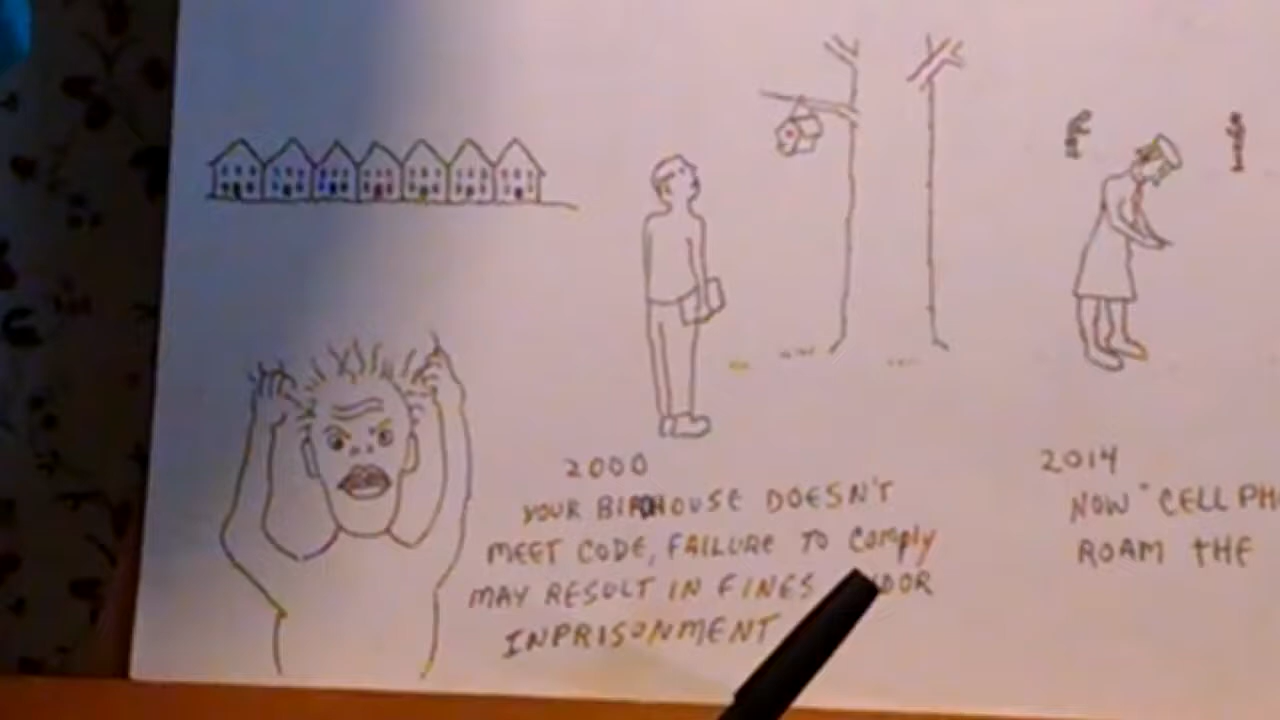 2000
YOUR BIRDHOUSE DOESN'T
MEET CODE, FAILURE TO COMPLY
MAY RESULT IN FINES
INPRISONMENT
2014
NOW "CELL PH
ROAM THE